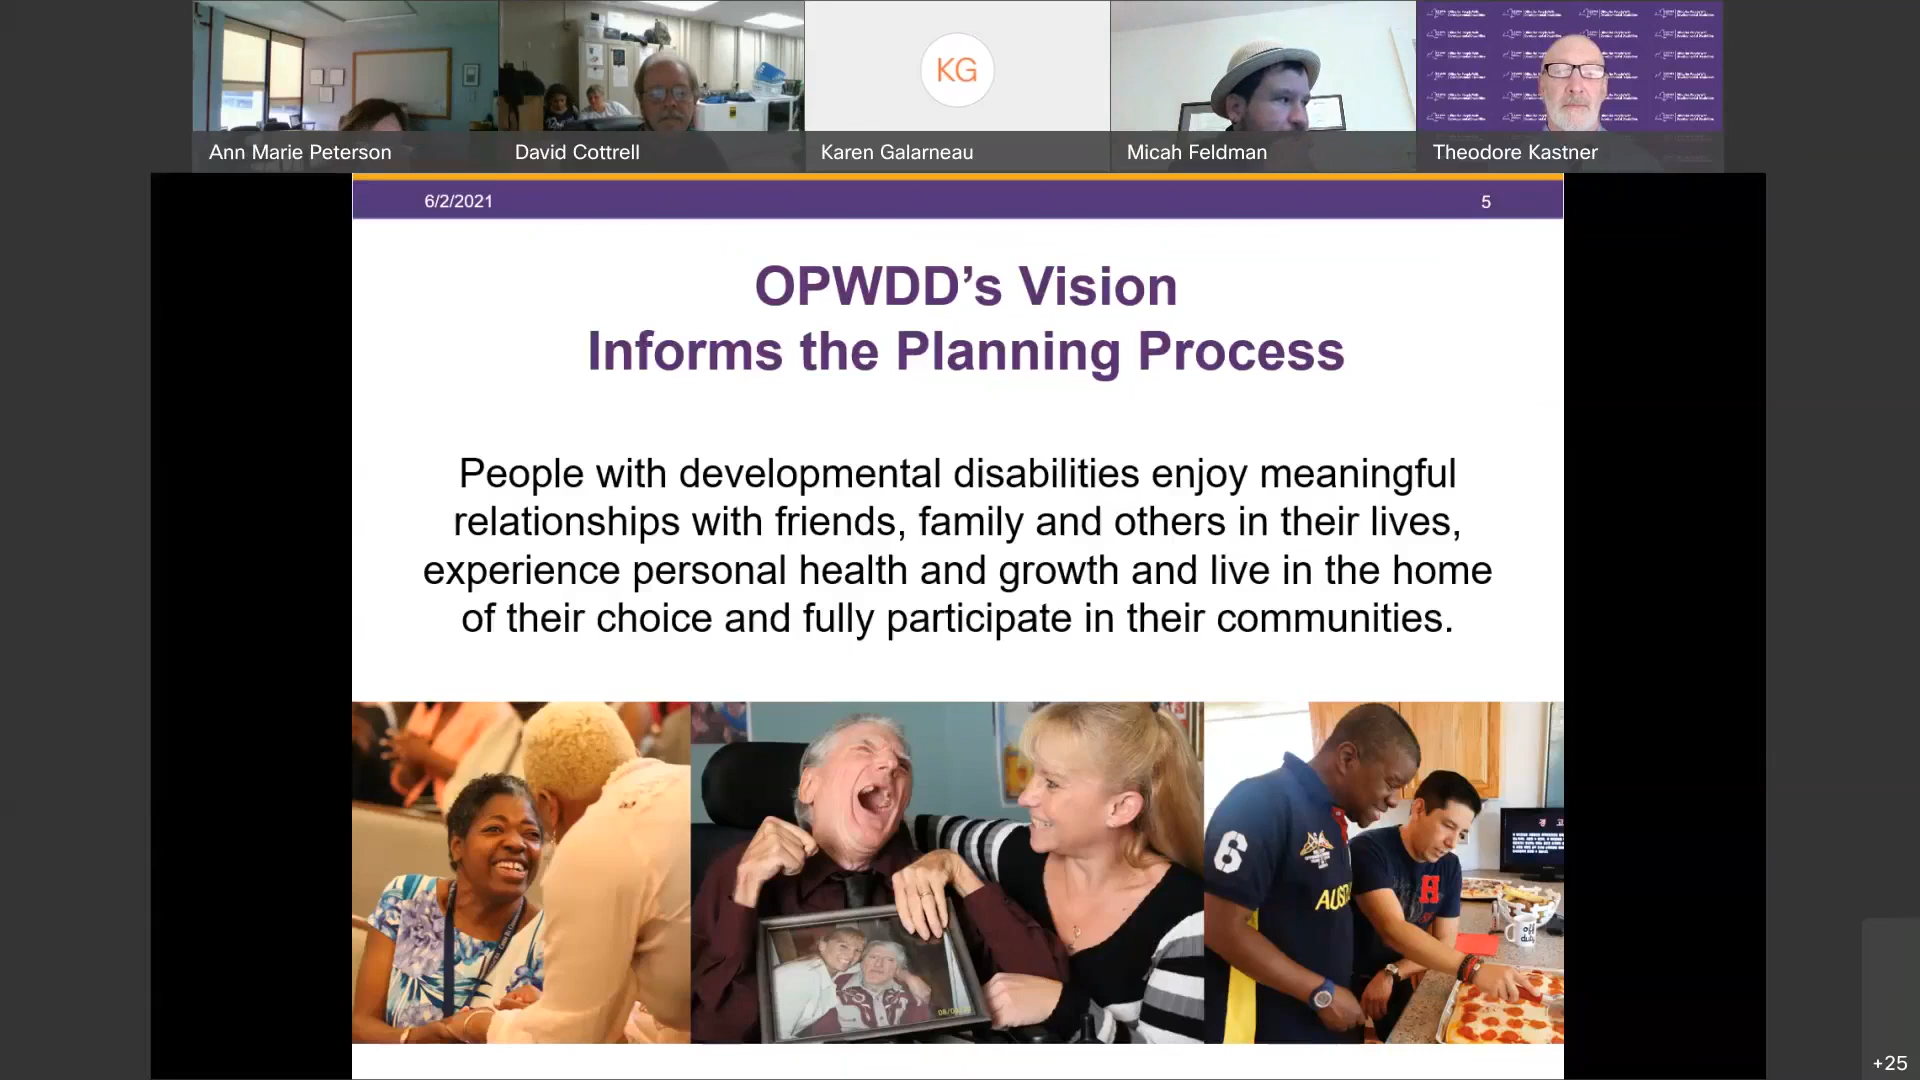 KG
Ann Marie Peterson
David Cottrell
Karen Galarneau
Micah Feldman
Theodore Kastner
6/2/2021
5
OPWDD’s Vision
Informs the Planning Process
People with developmental disabilities enjoy meaningful
relationships with friends, family and others in their lives,
experience personal health and growth and live in the home
of their choice and fully participate in their communities.
6
H
off
duty
+25